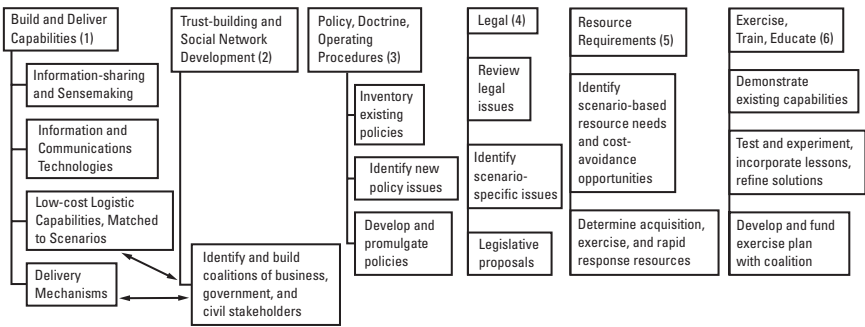 Build and Deliver
Capabilities (1)
Information-sharing
and Sensemaking
Information and
Communications
Technologies
Low-cost Logistic
Capabilities, Matched
to Scenarios
Delivery
Mechanisms
Trust-building and
Social Network
Development (2)
Identify and build
coalitions of business,
government, and
civil stakeholders
Policy, Doctrine,
Operating
Procedures (3)
Inventory
existing
policies
Identify new
policy issues
Develop and
promulgate
policies
Legal (4)
Review
legal
issues
Identify
scenario-
specific issues
Legislative
proposals
Resource
Requirements (5)
Identify
scenario-based
resource needs
and cost-
avoidance
opportunities
Determine acquisition,
exercise, and rapid
response resources
Exercise,
Train, Educate (6)
Demonstrate
existing capabilities
Test and experiment,
incorporate lessons,
refine solutions
Develop and fund
exercise plan
with coalition